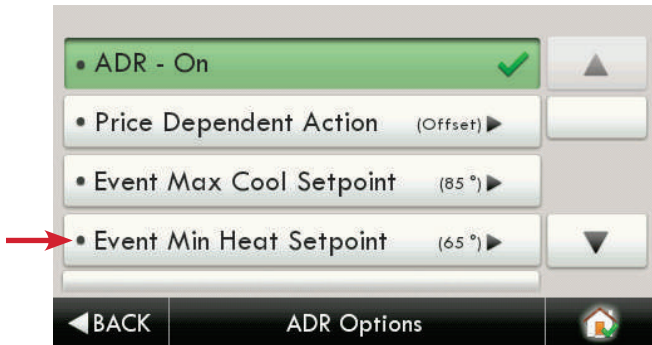 • ADR - On
• Price Dependent Action (Offset)
• Event Max Cool Setpoint (85°)
• Event Min Heat Setpoint (65°)
BACK ADR Options